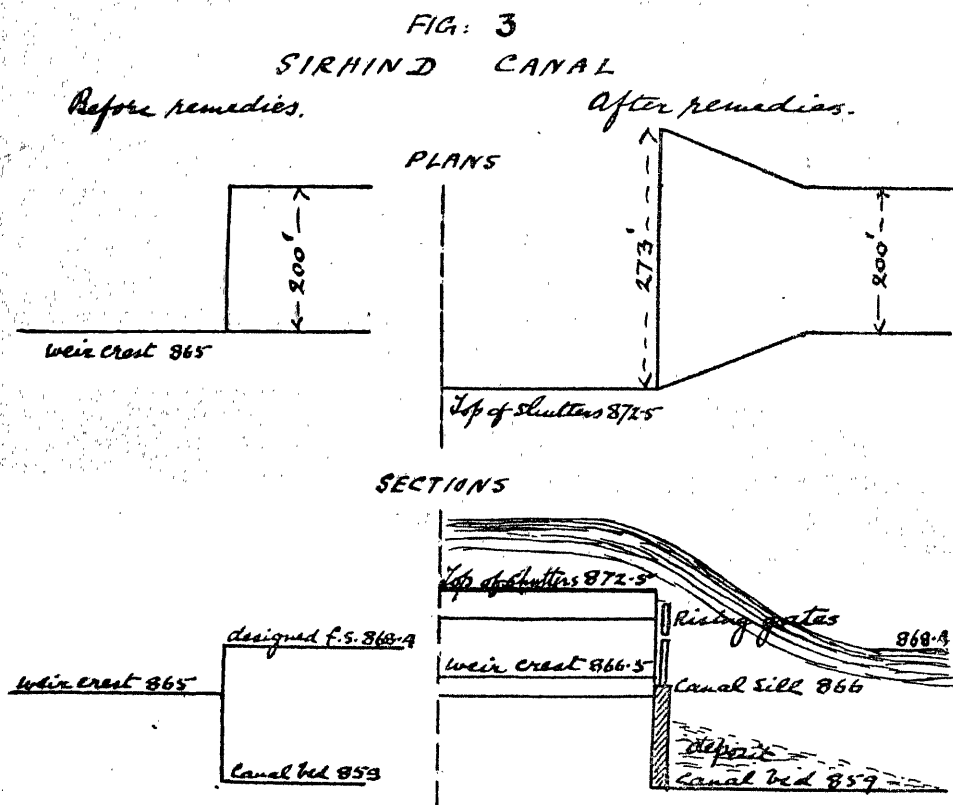 FIG: 3
SIRHIND CANAL
Before remedies.
After remedies.
PLANS
200'
273'
200'
weir crest 865
Top of shutters 872.5
SECTIONS
Top of shutters 872.5
Rising gates
designed f.s. 868.4
868.4
weir crest 866.5
weir crest 865
Canal Sill 866
deposit
Canal bed 859
Canal bed 859